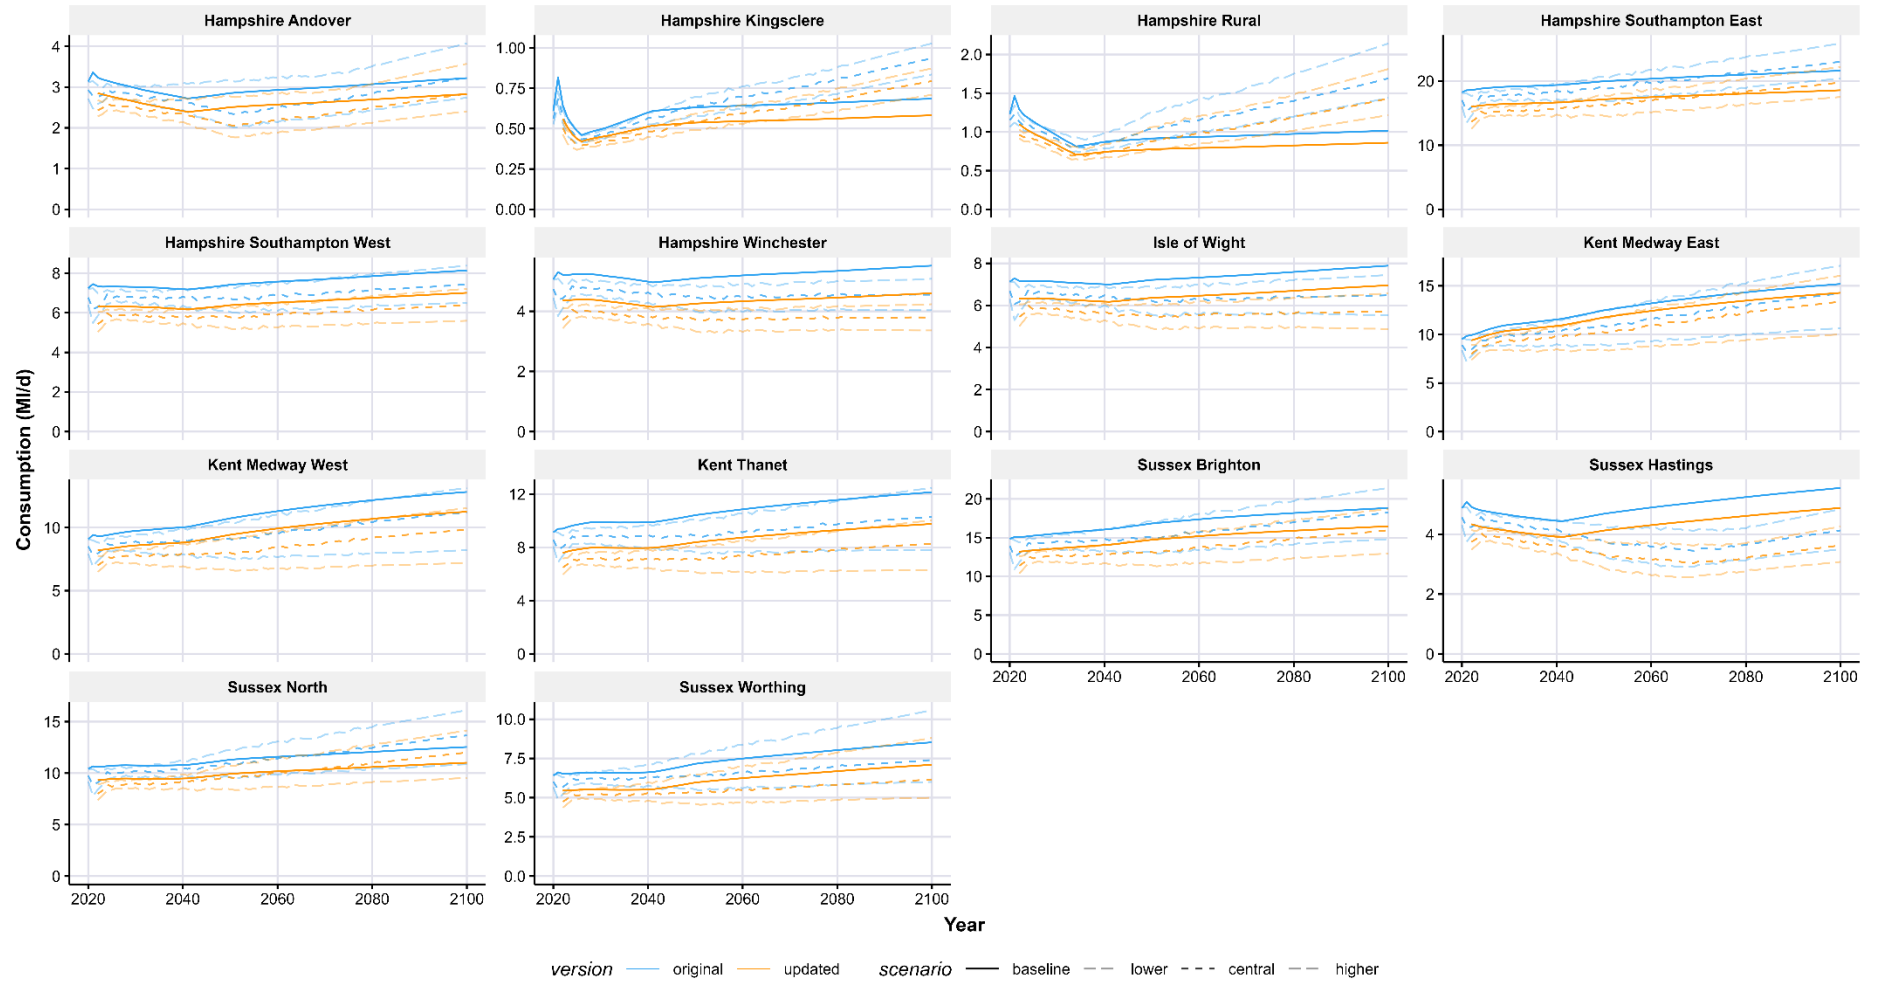 Hampshire Andover
Hampshire Kingsclere
Hampshire Rural
Hampshire Southampton East
4
3
2
1
0
1.00
0.75
0.50
0.25
0.00
2.0
1.5
1.0
0.5
0.0
20
10
0
Hampshire Southampton West
Hampshire Winchester
Isle of Wight
Kent Medway East
8
6
4
2
0
4
2
0
8
6
4
2
0
15
10
5
0
Consumption (Ml/d)
Kent Medway West
Kent Thanet
Sussex Brighton
Sussex Hastings
10
5
0
12
8
4
0
20
15
10
5
0
4
2
0
2020 2040 2060 2080 2100
2020 2040 2060 2080 2100
Sussex North
Sussex Worthing
15
10
5
0
10.0
7.5
5.0
2.5
0.0
2020 2040 2060 2080 2100
2020 2040 2060 2080 2100
Year
version original updated scenario baseline lower central higher